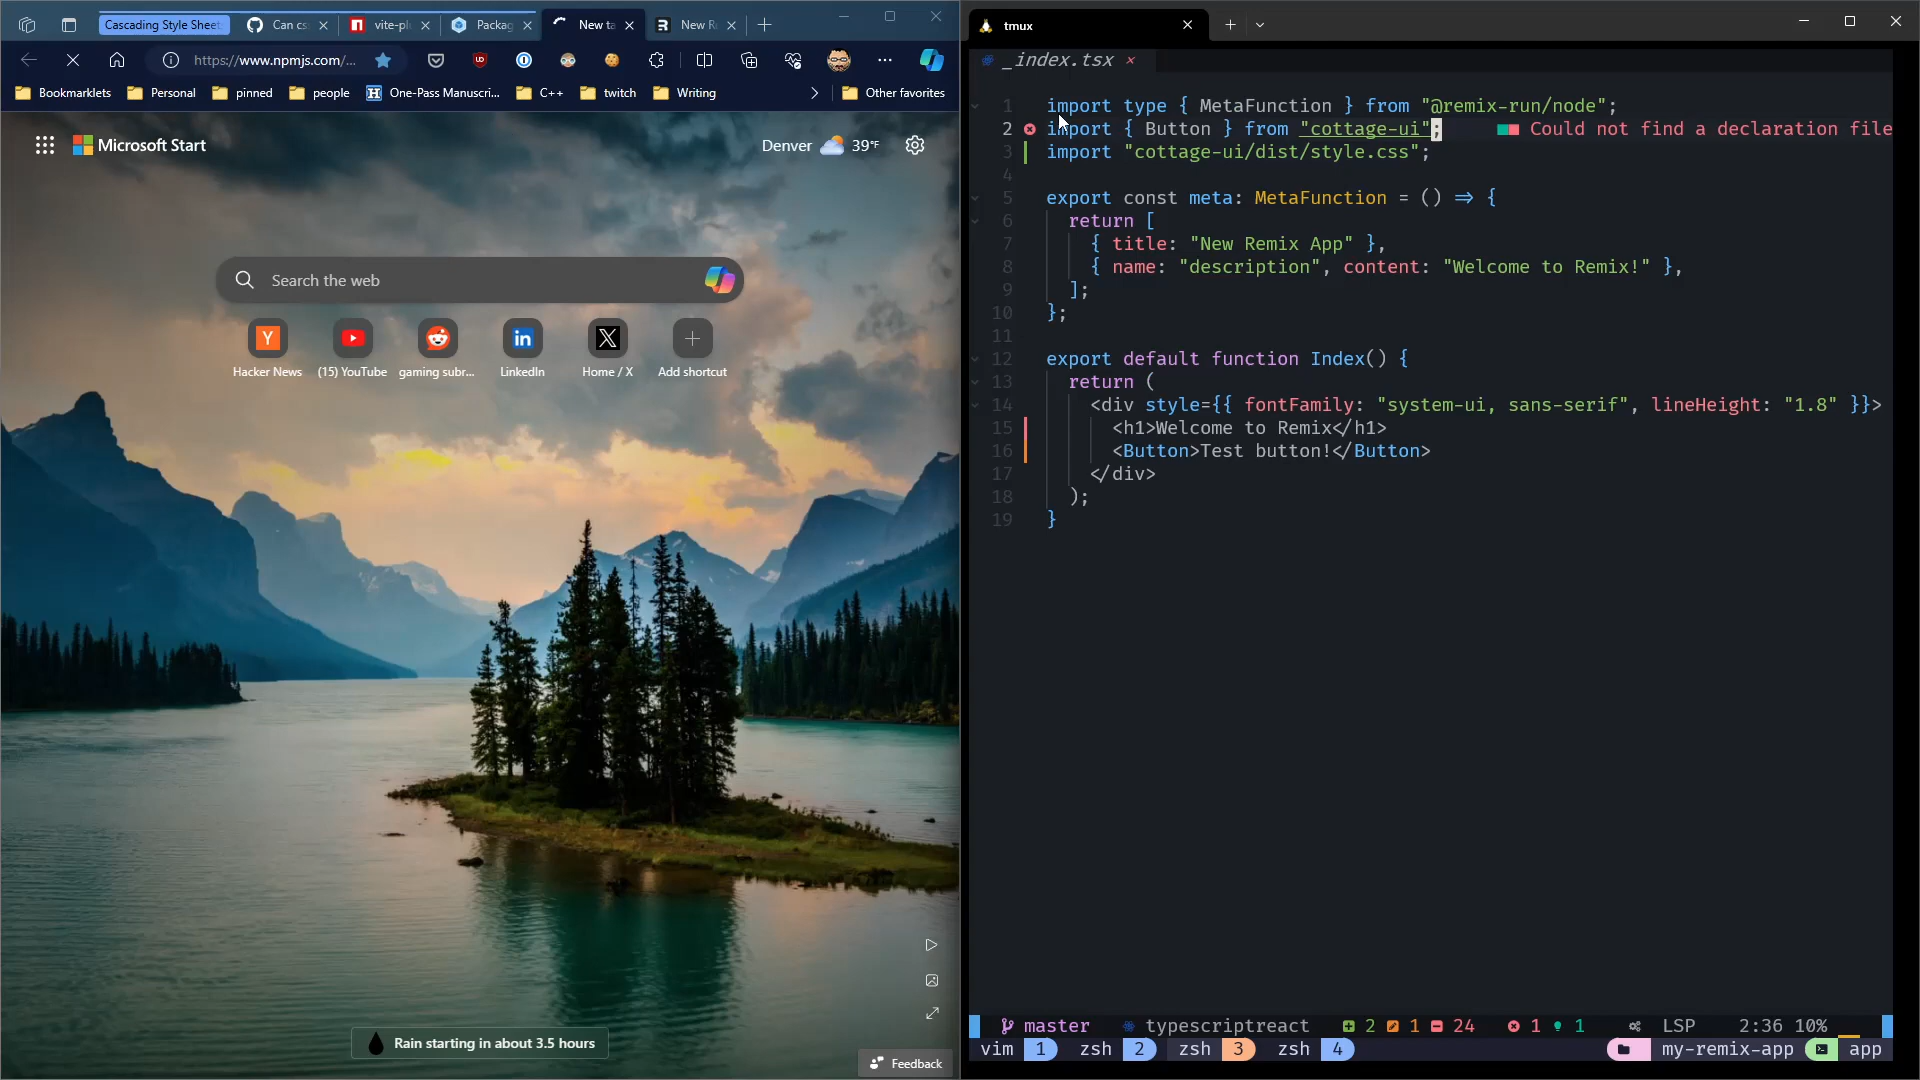 Cascading Style Sheet
Can cs
vite-pl
Packag
New ta
New Re
https://www.npmjs.com/...
Bookmarklets
Personal
pinned
people
One-Pass Manuscri...
C++
twitch
Writing
Other favorites
Microsoft Start
Denver
39°F
Search the web
Hacker News
(15) YouTube
gaming subr...
LinkedIn
Home / X
Add shortcut
Rain starting in about 3.5 hours
Feedback
tmux
_index.tsx
1 import type { MetaFunction } from "@remix-run/node";
2 import { Button } from "cottage-ui"; Could not find a declaration file
3 import "cottage-ui/dist/style.css";
4
5 export const meta: MetaFunction = () => {
6 return [
7 { title: "New Remix App" },
8 { name: "description", content: "Welcome to Remix!" },
9 ];
10 };
11
12 export default function Index() {
13 return (
14 <div style={{ fontFamily: "system-ui, sans-serif", lineHeight: "1.8" }}>
15 <h1>Welcome to Remix</h1>
16 <Button>Test button!</Button>
17 </div>
18 );
19 }
master typescriptreact 2 1 24 1 1 LSP 2:36 10%
vim 1 zsh 2 zsh 3 zsh 4 my-remix-app app